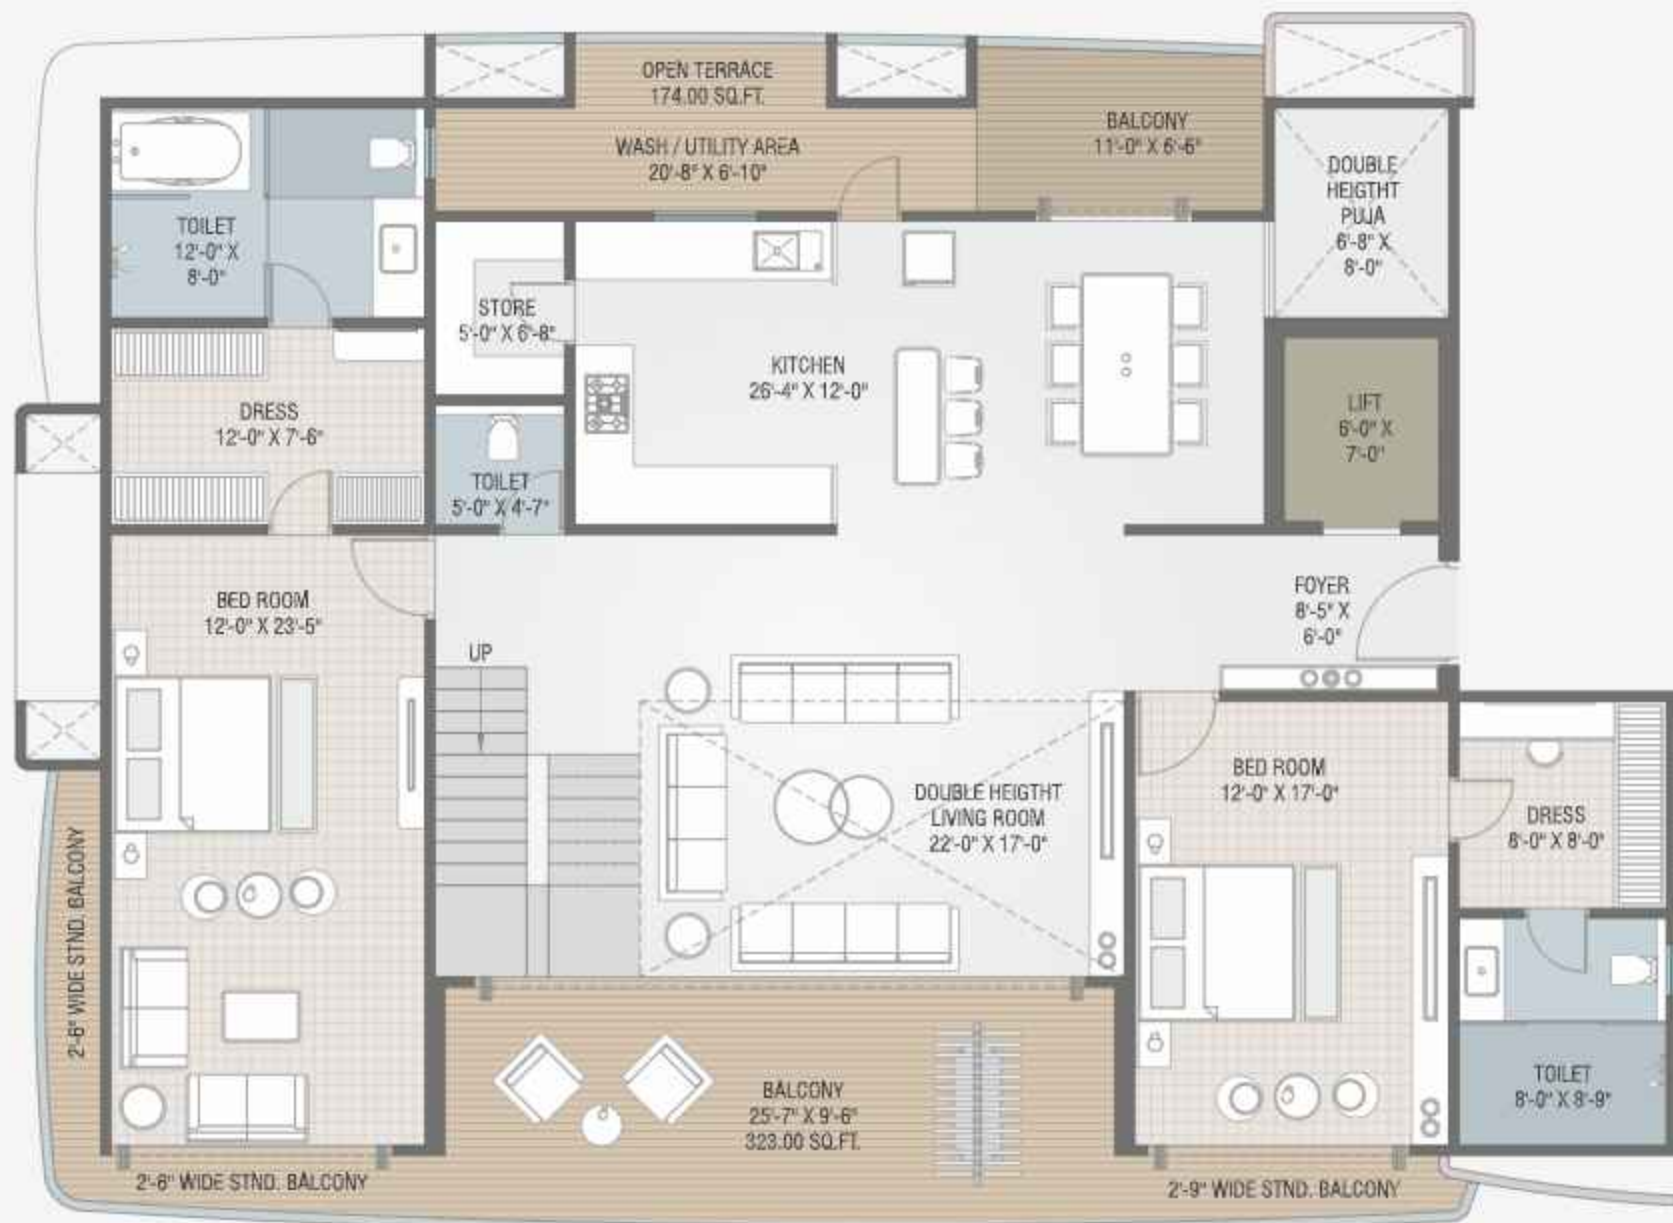 OPEN TERRACE
174.00 SQ.FT.
WASH / UTILITY AREA
20'-8" X 6'-10"
BALCONY
11'-0" X 6'-6"
DOUBLE
HEIGTHT
PUJA
6'-8" X
8'-0"
TOILET
12'-0" X
8'-0"
STORE
5'-0" X 6'-8"
KITCHEN
26'-4" X 12'-0"
DRESS
12'-0" X 7'-6"
LIFT
6'-0" X
7'-0"
TOILET
5'-0" X 4'-7"
BED ROOM
12'-0" X 23'-5"
FOYER
8'-5" X
6'-0"
UP
DOUBLE HEIGTHT
LIVING ROOM
22'-0" X 17'-0"
BED ROOM
12'-0" X 17'-0"
DRESS
8'-0" X 8'-0"
2'-6" WIDE STND. BALCONY
BALCONY
25'-7" X 9'-6"
323.00 SQ.FT.
TOILET
8'-0" X 8'-9"
2'-6" WIDE STND. BALCONY
2'-9" WIDE STND. BALCONY